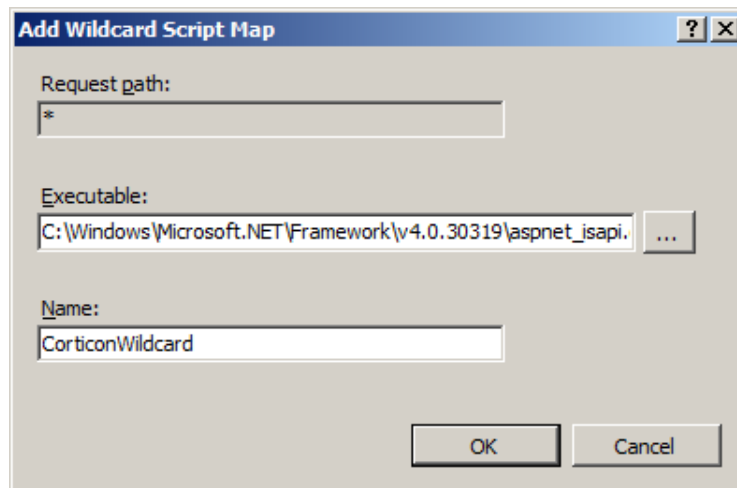 Add Wildcard Script Map
Request path:
*
Executable:
C:\Windows\Microsoft.NET\Framework\v4.0.30319\aspnet_isapi.
...
Name:
CorticonWildcard
OK Cancel